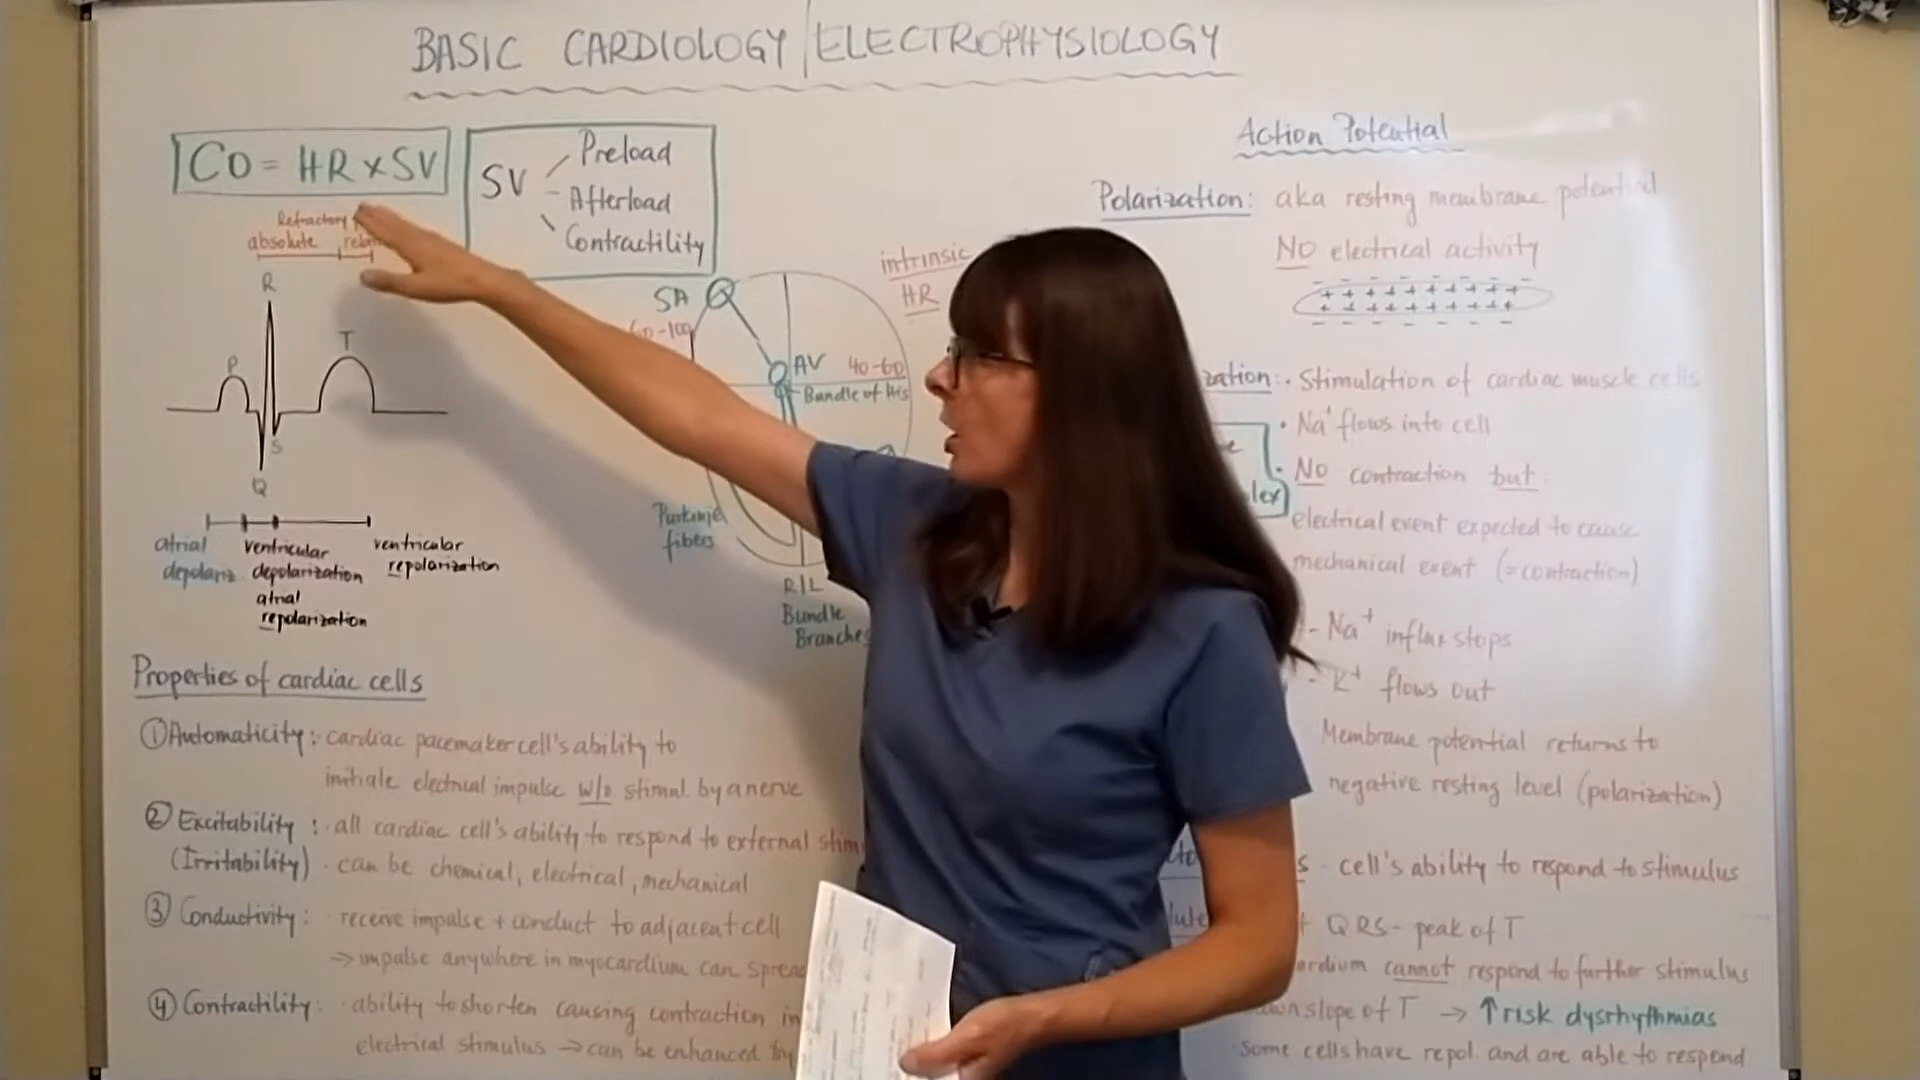 BASIC CARDIOLOGY/ELECTROPHYSIOLOGY
CO = HR x SV
SV
Preload
Afterload
Contractility
Refractory
absolute
R
P
T
S
Q
atrial
depolariz.
ventricular
depolarization
atrial
repolarization
ventricular
repolarization
SA
60-100
AV
40-60
Bundle of His
intrinsic
HR
Purkinje
fibers
R/L
Bundle
Branches
Properties of cardiac cells
① Automaticity: cardiac pacemaker cell's ability to
initiate electrical impulse w/o stimul. by a nerve
② Excitability: all cardiac cell's ability to respond to external stim
(Irritability) · can be chemical, electrical, mechanical
③ Conductivity: · receive impulse + conduct to adjacent cell
→ impulse anywhere in myocardium can spread
④ Contractility: · ability to shorten causing contraction in
electrical stimulus → can be enhanced by
Action Potential
Polarization: aka resting membrane potential
NO electrical activity
+ + + + + + + + +
+ + + + + + + + +
zation: · Stimulation of cardiac muscle cells
· Na⁺ flows into cell
· NO contraction but
electrical event expected to cause
mechanical event (=contraction)
lex
- Na⁺ influx stops
- K⁺ flows out
Membrane potential returns to
negative resting level (polarization)
s - cell's ability to respond to stimulus
QRS - peak of T
cannot respond to further stimulus
slope of T → ↑ risk dysrhythmias
· Some cells have repol. and are able to respond